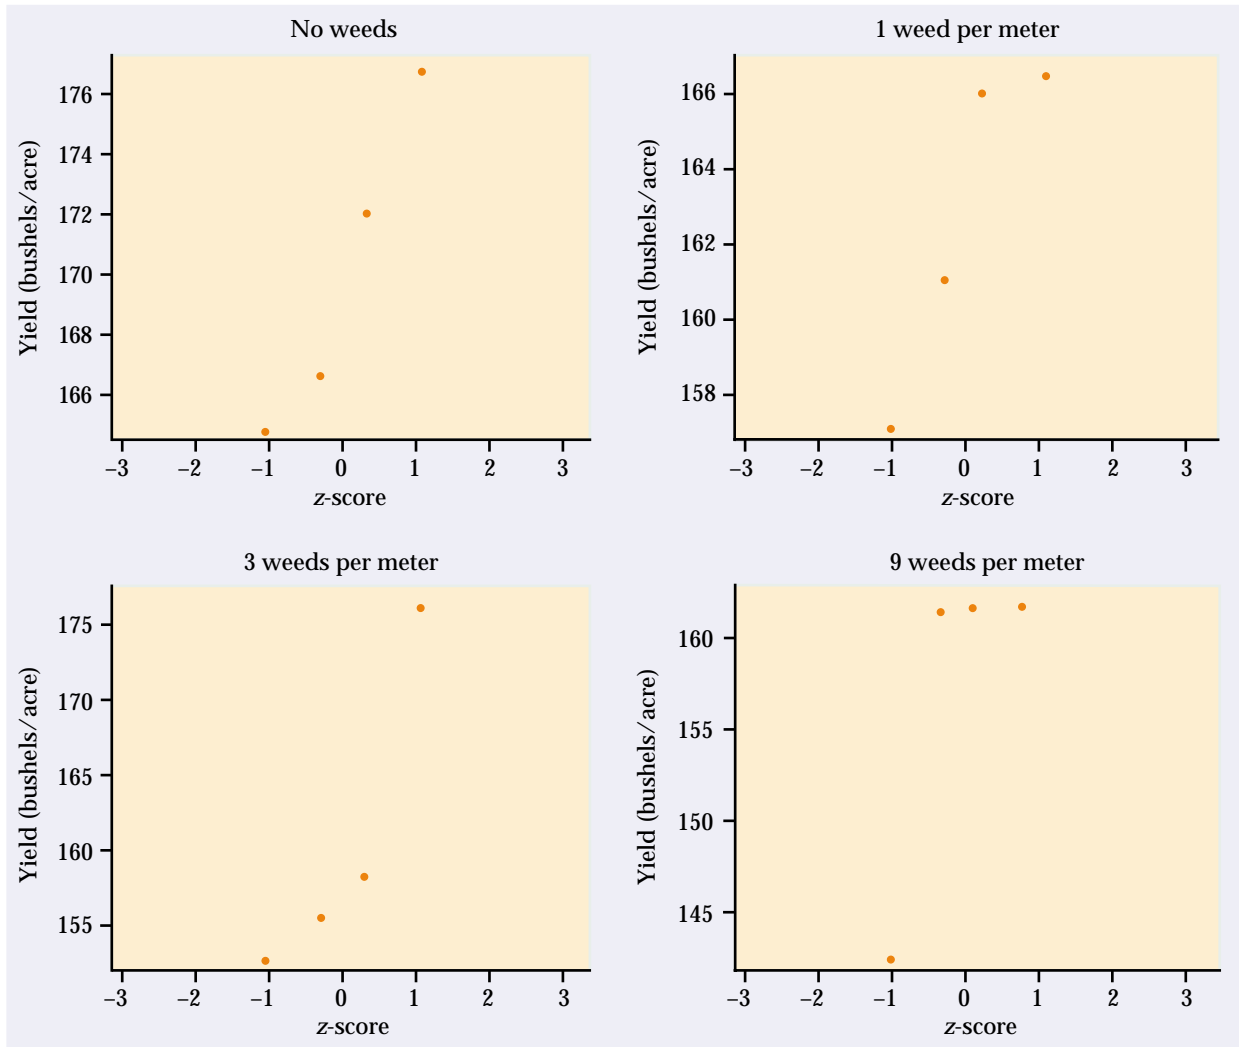 No weeds
Yield (bushels/acre)
176
174
172
170
168
166
–3 –2 –1 0 1 2 3
z-score
1 weed per meter
Yield (bushels/acre)
166
164
162
160
158
–3 –2 –1 0 1 2 3
z-score
3 weeds per meter
Yield (bushels/acre)
175
170
165
160
155
–3 –2 –1 0 1 2 3
z-score
9 weeds per meter
Yield (bushels/acre)
160
155
150
145
–3 –2 –1 0 1 2 3
z-score